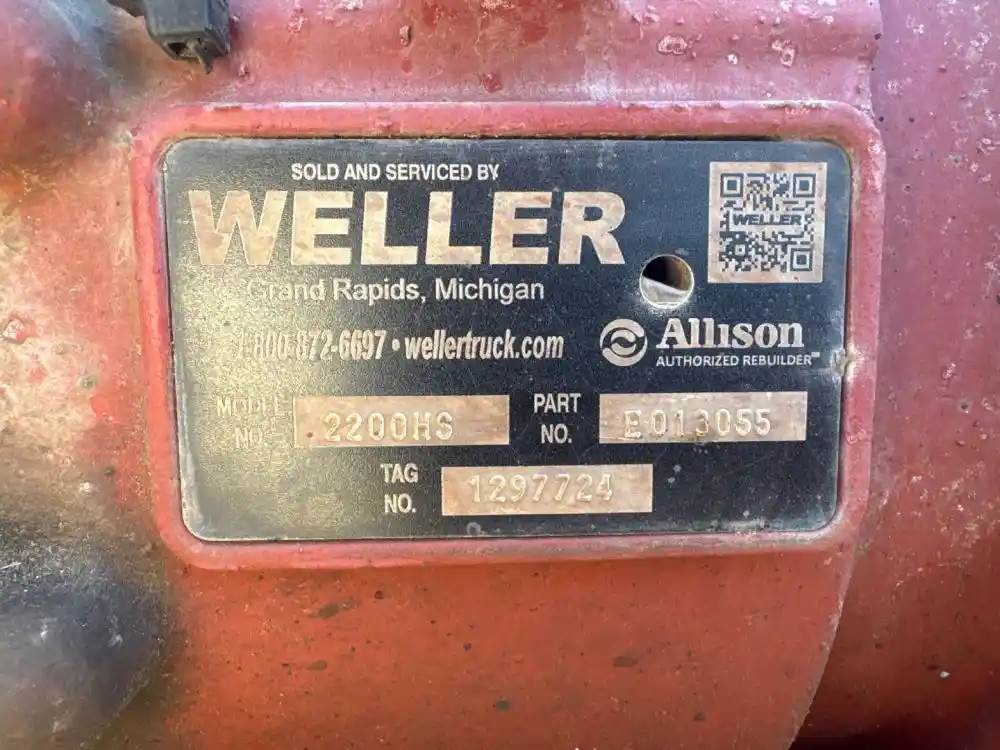 SOLD AND SERVICED BY
WELLER
WELLER
Grand Rapids, Michigan
1-800-872-6697 • wellertruck.com
Allison
AUTHORIZED REBUILDER℠
MODEL NO. 2200HS
PART NO. E013055
TAG NO. 1297724